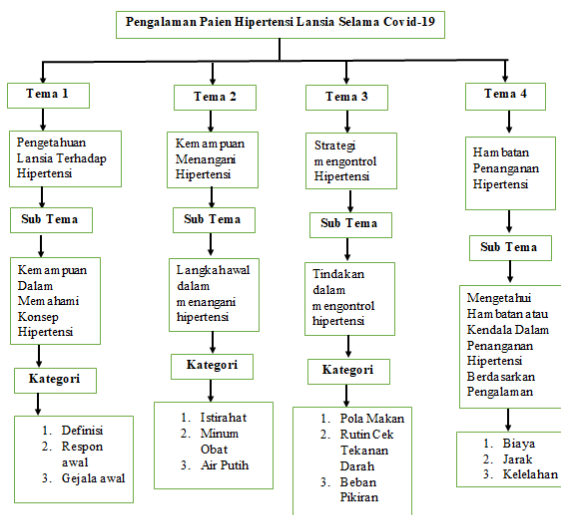 Pengalaman Paien Hipertensi Lansia Selama Covid-19
Tema 1
Pengetahuan
Lansia Terhadap
Hipertensi
Sub Tema
Kemampuan
Dalam
Memahami
Konsep
Hipertensi
Kategori
1. Definisi
2. Respon
awal
3. Gejala awal
Tema 2
Kemampuan
Menangani
Hipertensi
Sub Tema
Langkah awal
dalam
menangani
hipertensi
Kategori
1. Istirahat
2. Minum
Obat
3. Air Putih
Tema 3
Strategi
mengontrol
Hipertensi
Sub Tema
Tindakan
dalam
mengontrol
hipertensi
Kategori
1. Pola Makan
2. Rutin Cek
Tekanan
Darah
3. Beban
Pikiran
Tema 4
Hambatan
Penanganan
Hipertensi
Sub Tema
Mengetahui
Hambatan atau
Kendala Dalam
Penanganan
Hipertensi
Berdasarkan
Pengalaman
1. Biaya
2. Jarak
3. Kelelahan